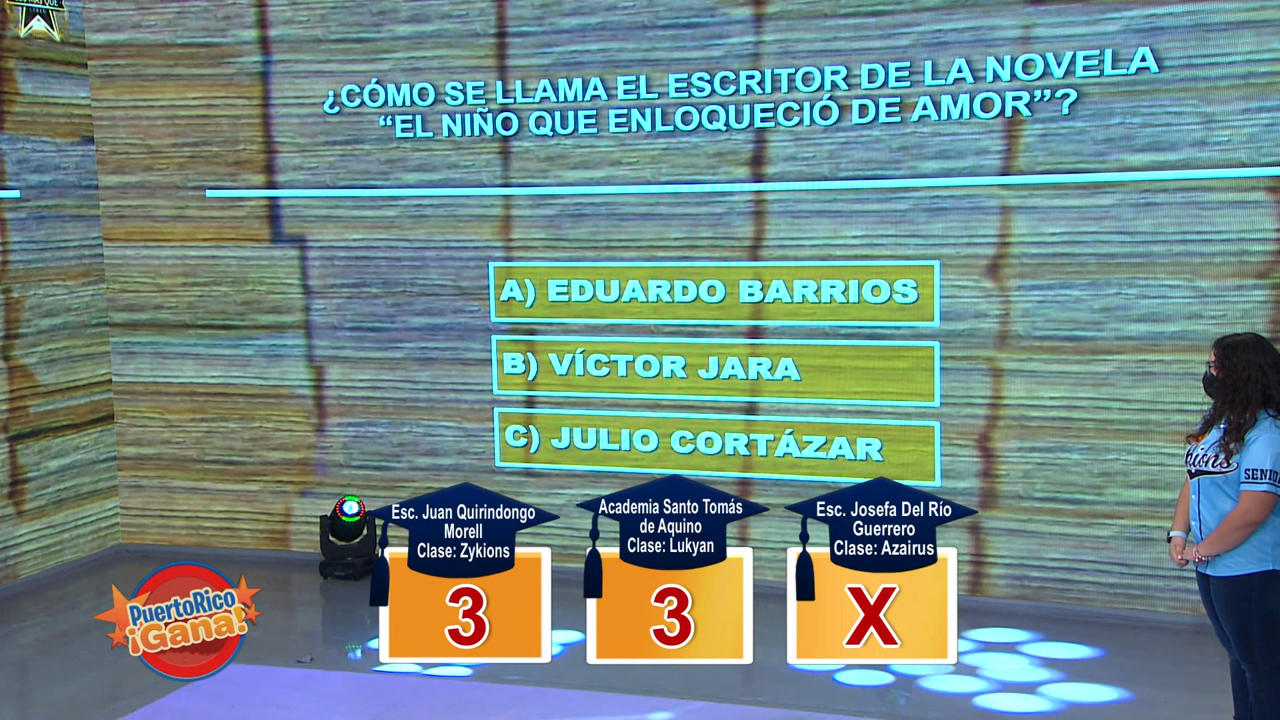 ¿CÓMO SE LLAMA EL ESCRITOR DE LA NOVELA
“EL NIÑO QUE ENLOQUECIÓ DE AMOR”?
A) EDUARDO BARRIOS
B) VÍCTOR JARA
C) JULIO CORTÁZAR
SENIO
Esc. Juan Quirindongo
Morell
Clase: Zykions
3
Academia Santo Tomás
de Aquino
Clase: Lukyan
3
Esc. Josefa Del Río
Guerrero
Clase: Azairus
X
PuertoRico
¡Gana!